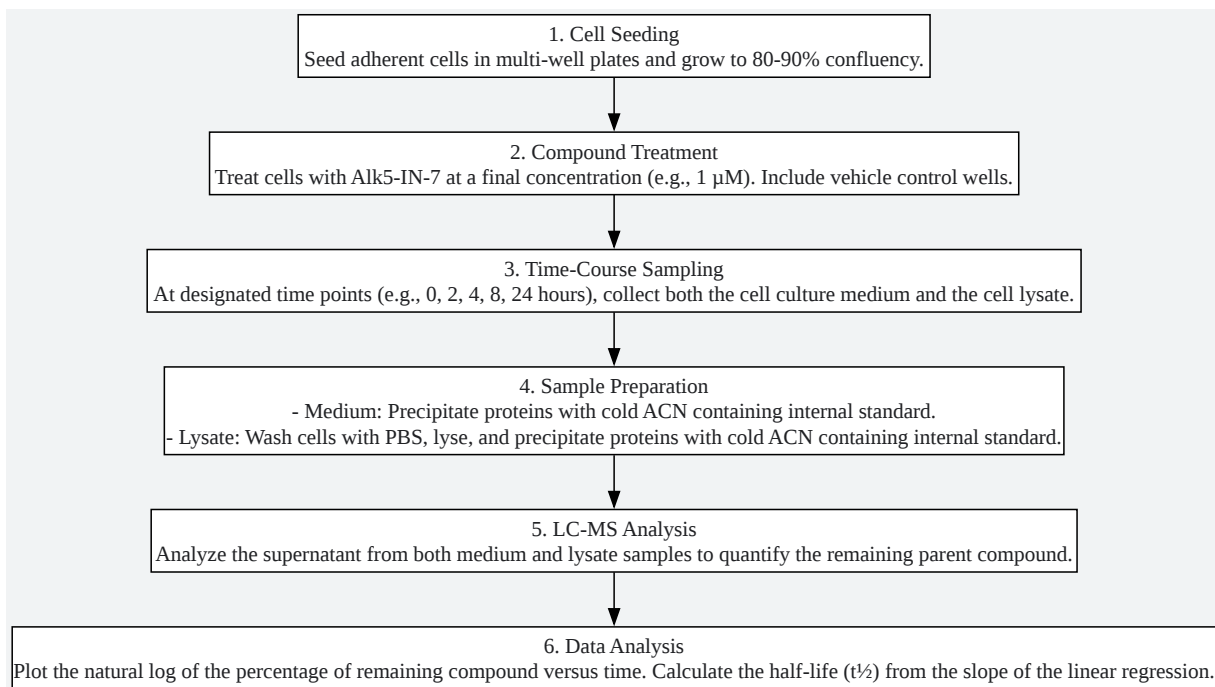 1. Cell Seeding
Seed adherent cells in multi-well plates and grow to 80-90% confluency.
2. Compound Treatment
Treat cells with Alk5-IN-7 at a final concentration (e.g., 1 µM). Include vehicle control wells.
3. Time-Course Sampling
At designated time points (e.g., 0, 2, 4, 8, 24 hours), collect both the cell culture medium and the cell lysate.
4. Sample Preparation
- Medium: Precipitate proteins with cold ACN containing internal standard.
- Lysate: Wash cells with PBS, lyse, and precipitate proteins with cold ACN containing internal standard.
5. LC-MS Analysis
Analyze the supernatant from both medium and lysate samples to quantify the remaining parent compound.
6. Data Analysis
Plot the natural log of the percentage of remaining compound versus time. Calculate the half-life (t½) from the slope of the linear regression.